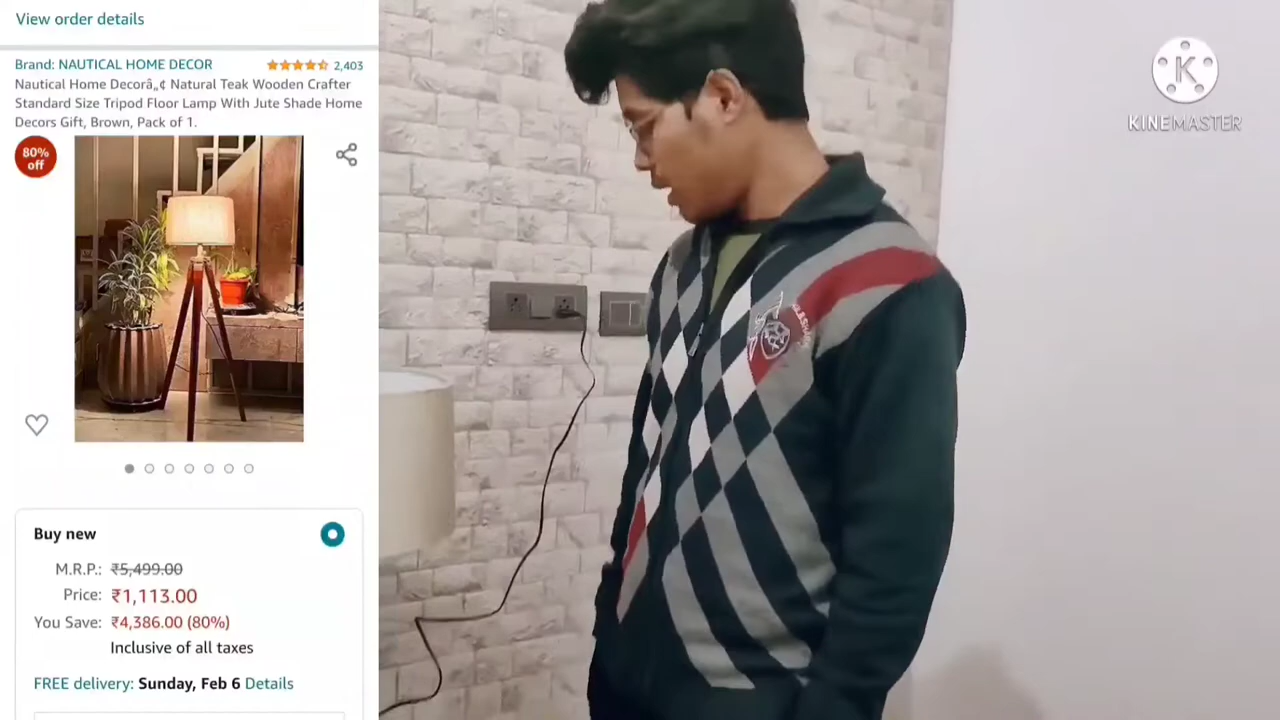 View order details
Brand: NAUTICAL HOME DECOR
2,403
Nautical Home Decorâ„¢ Natural Teak Wooden Crafter
Standard Size Tripod Floor Lamp With Jute Shade Home
Decors Gift, Brown, Pack of 1.
80%
off
Buy new
M.R.P.: ₹5,499.00
Price: ₹1,113.00
You Save: ₹4,386.00 (80%)
Inclusive of all taxes
FREE delivery: Sunday, Feb 6 Details
K
KINEMASTER